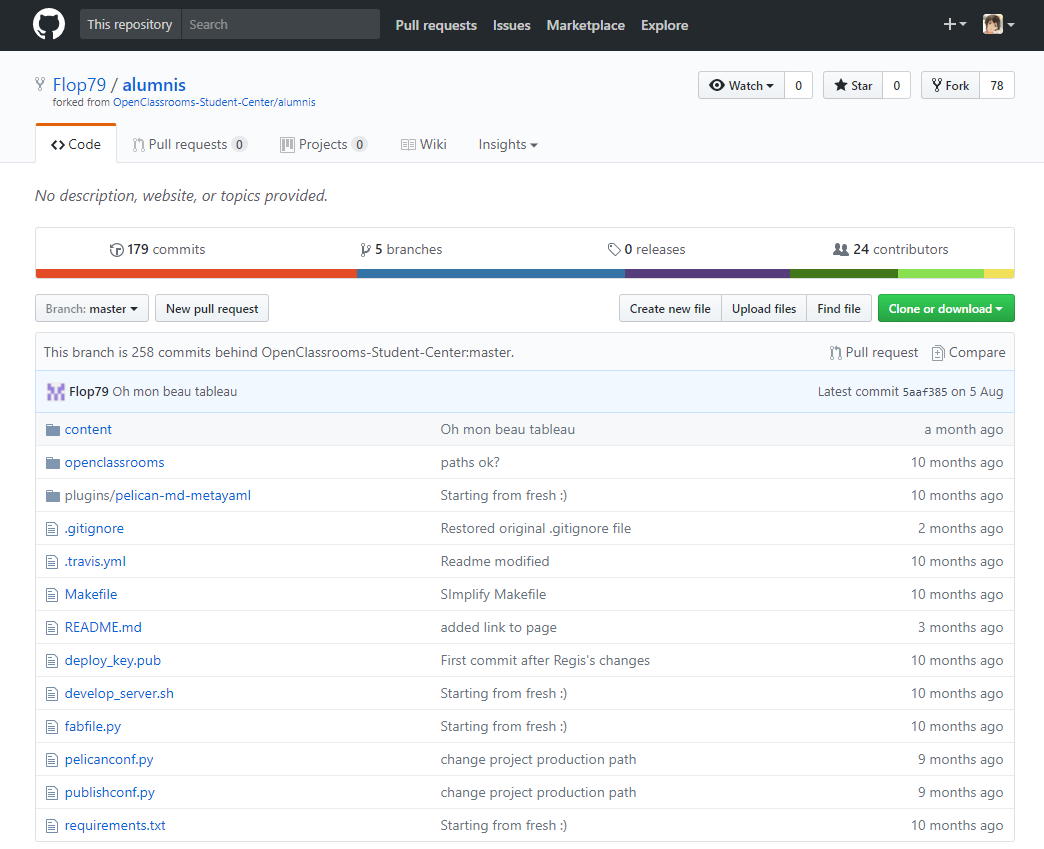 This repository Search Pull requests Issues Marketplace Explore
Flop79 / alumnis Watch 0 Star 0 Fork 78
forked from OpenClassrooms-Student-Center/alumnis
Code Pull requests 0 Projects 0 Wiki Insights
No description, website, or topics provided.
179 commits 5 branches 0 releases 24 contributors
Branch: master New pull request Create new file Upload files Find file Clone or download
This branch is 258 commits behind OpenClassrooms-Student-Center:master. Pull request Compare
Flop79 Oh mon beau tableau Latest commit 5aaf385 on 5 Aug
content Oh mon beau tableau a month ago
openclassrooms paths ok? 10 months ago
plugins/pelican-md-metayaml Starting from fresh :) 10 months ago
.gitignore Restored original .gitignore file 2 months ago
.travis.yml Readme modified 10 months ago
Makefile SImplify Makefile 10 months ago
README.md added link to page 3 months ago
deploy_key.pub First commit after Regis's changes 10 months ago
develop_server.sh Starting from fresh :) 10 months ago
fabfile.py Starting from fresh :) 10 months ago
pelicanconf.py change project production path 9 months ago
publishconf.py change project production path 9 months ago
requirements.txt Starting from fresh :) 10 months ago